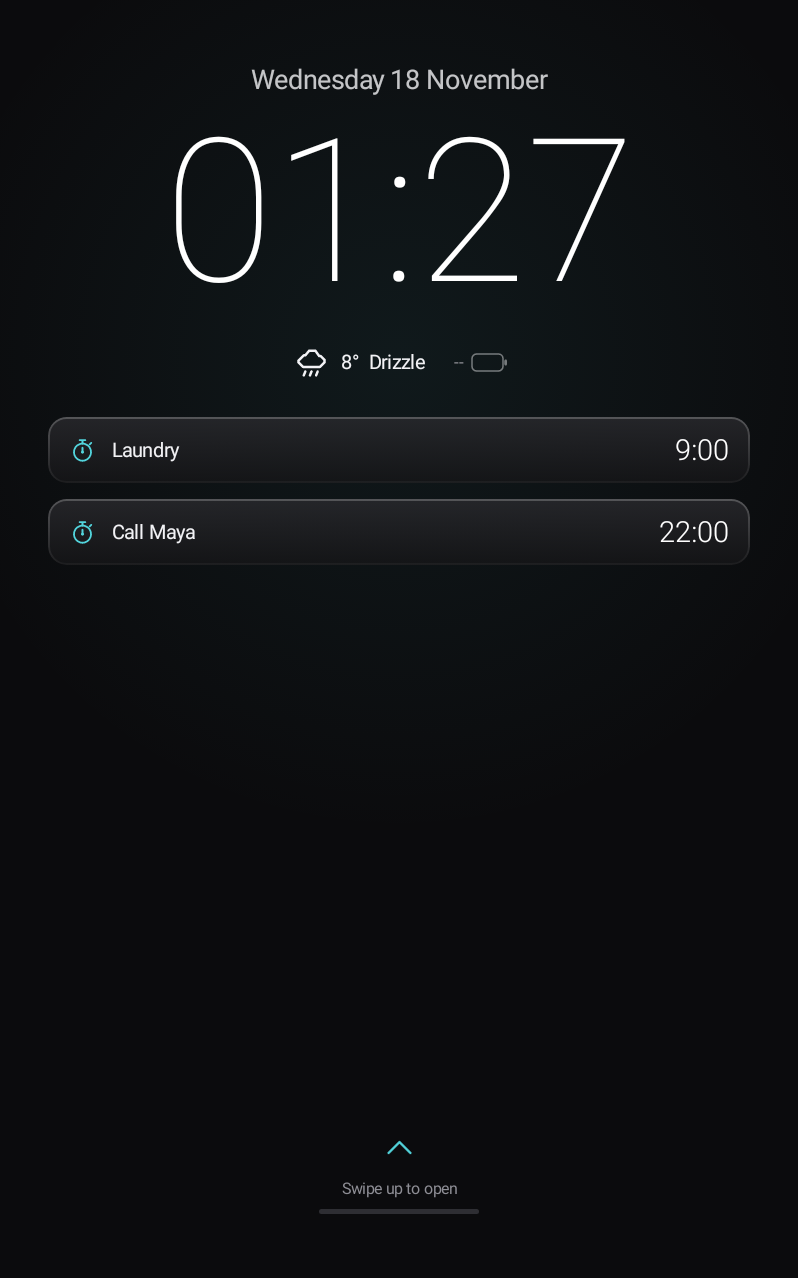 Wednesday 18 November
01:27
8° Drizzle --
Laundry 9:00
Call Maya 22:00
Swipe up to open